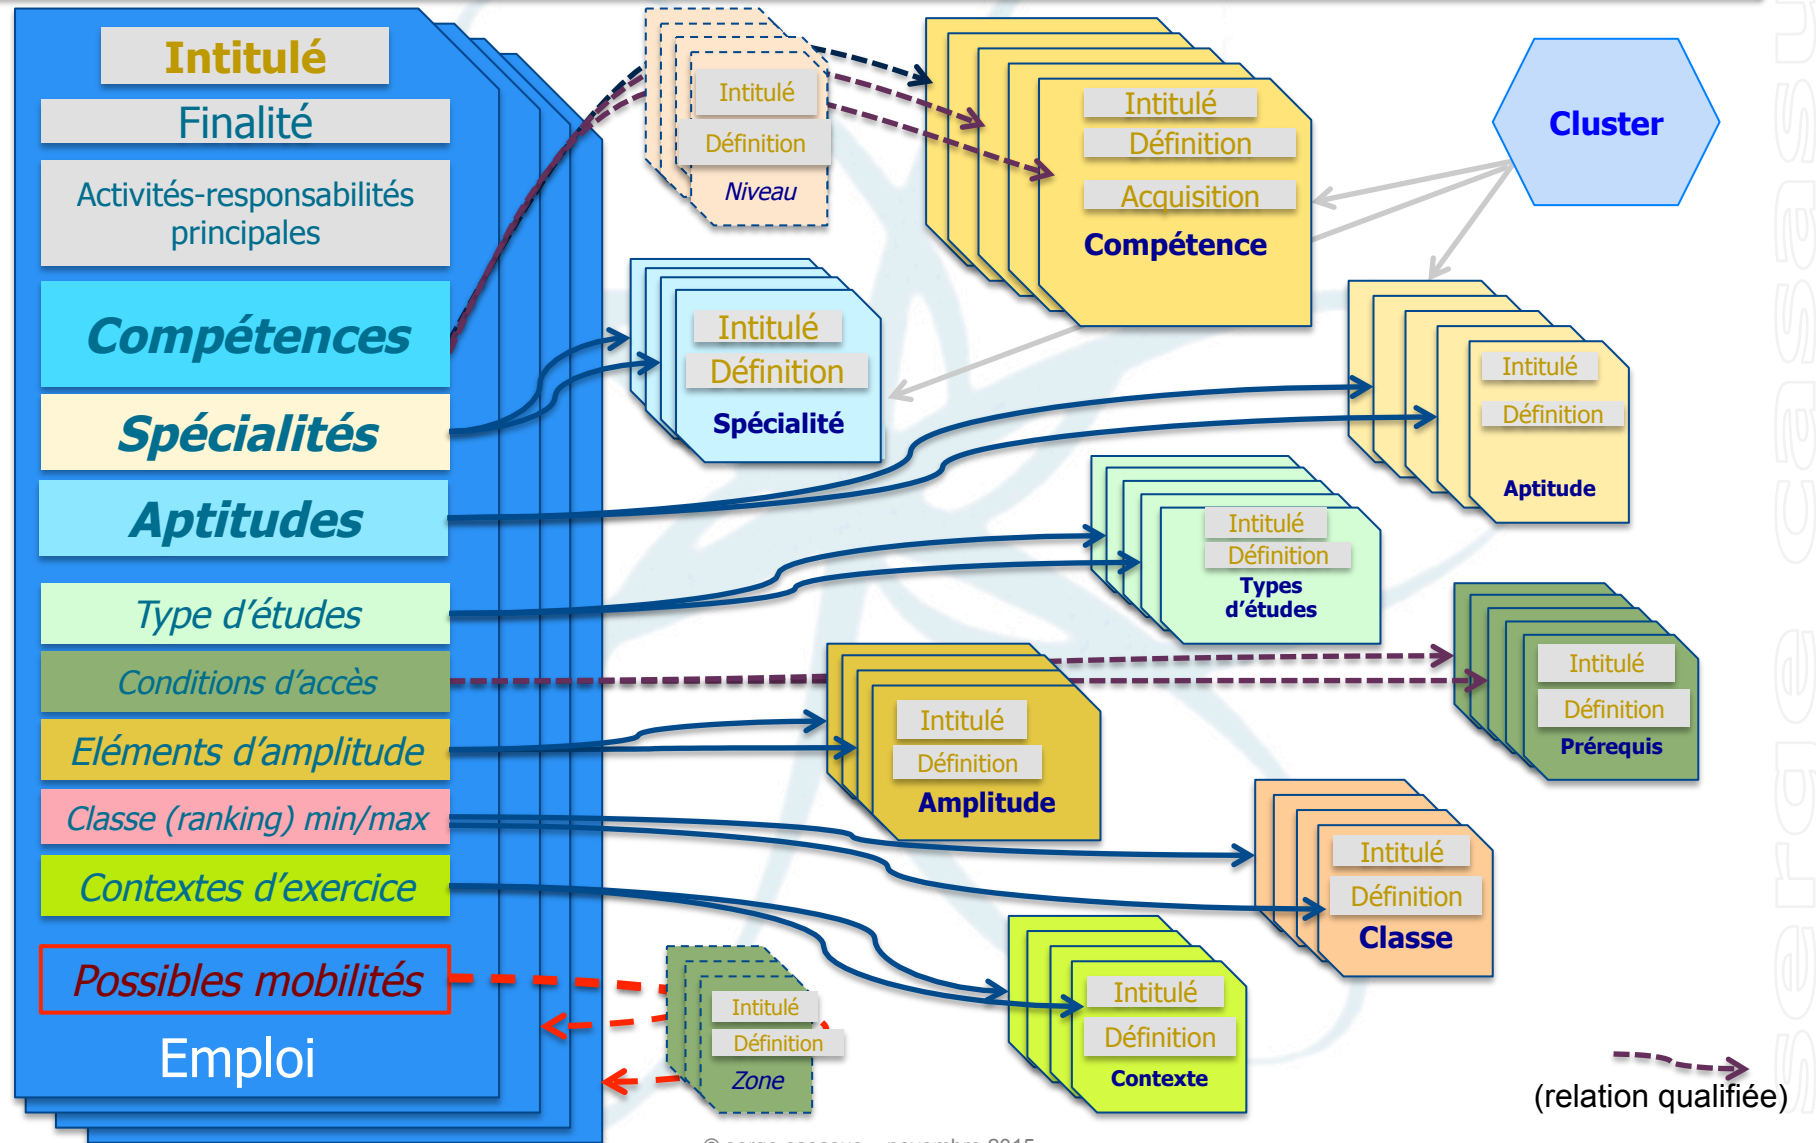 Intitulé
Finalité
Activités-responsabilités
principales
Compétences
Spécialités
Aptitudes
Type d'études
Conditions d'accès
Eléments d'amplitude
Classe (ranking) min/max
Contextes d'exercice
Possibles mobilités
Emploi
Intitulé
Définition
Niveau
Intitulé
Définition
Acquisition
Compétence
Cluster
Intitulé
Définition
Spécialité
Intitulé
Définition
Aptitude
Intitulé
Définition
Types
d'études
Intitulé
Définition
Prérequis
Intitulé
Définition
Amplitude
Intitulé
Définition
Classe
Intitulé
Définition
Contexte
Intitulé
Définition
Zone
(relation qualifiée)